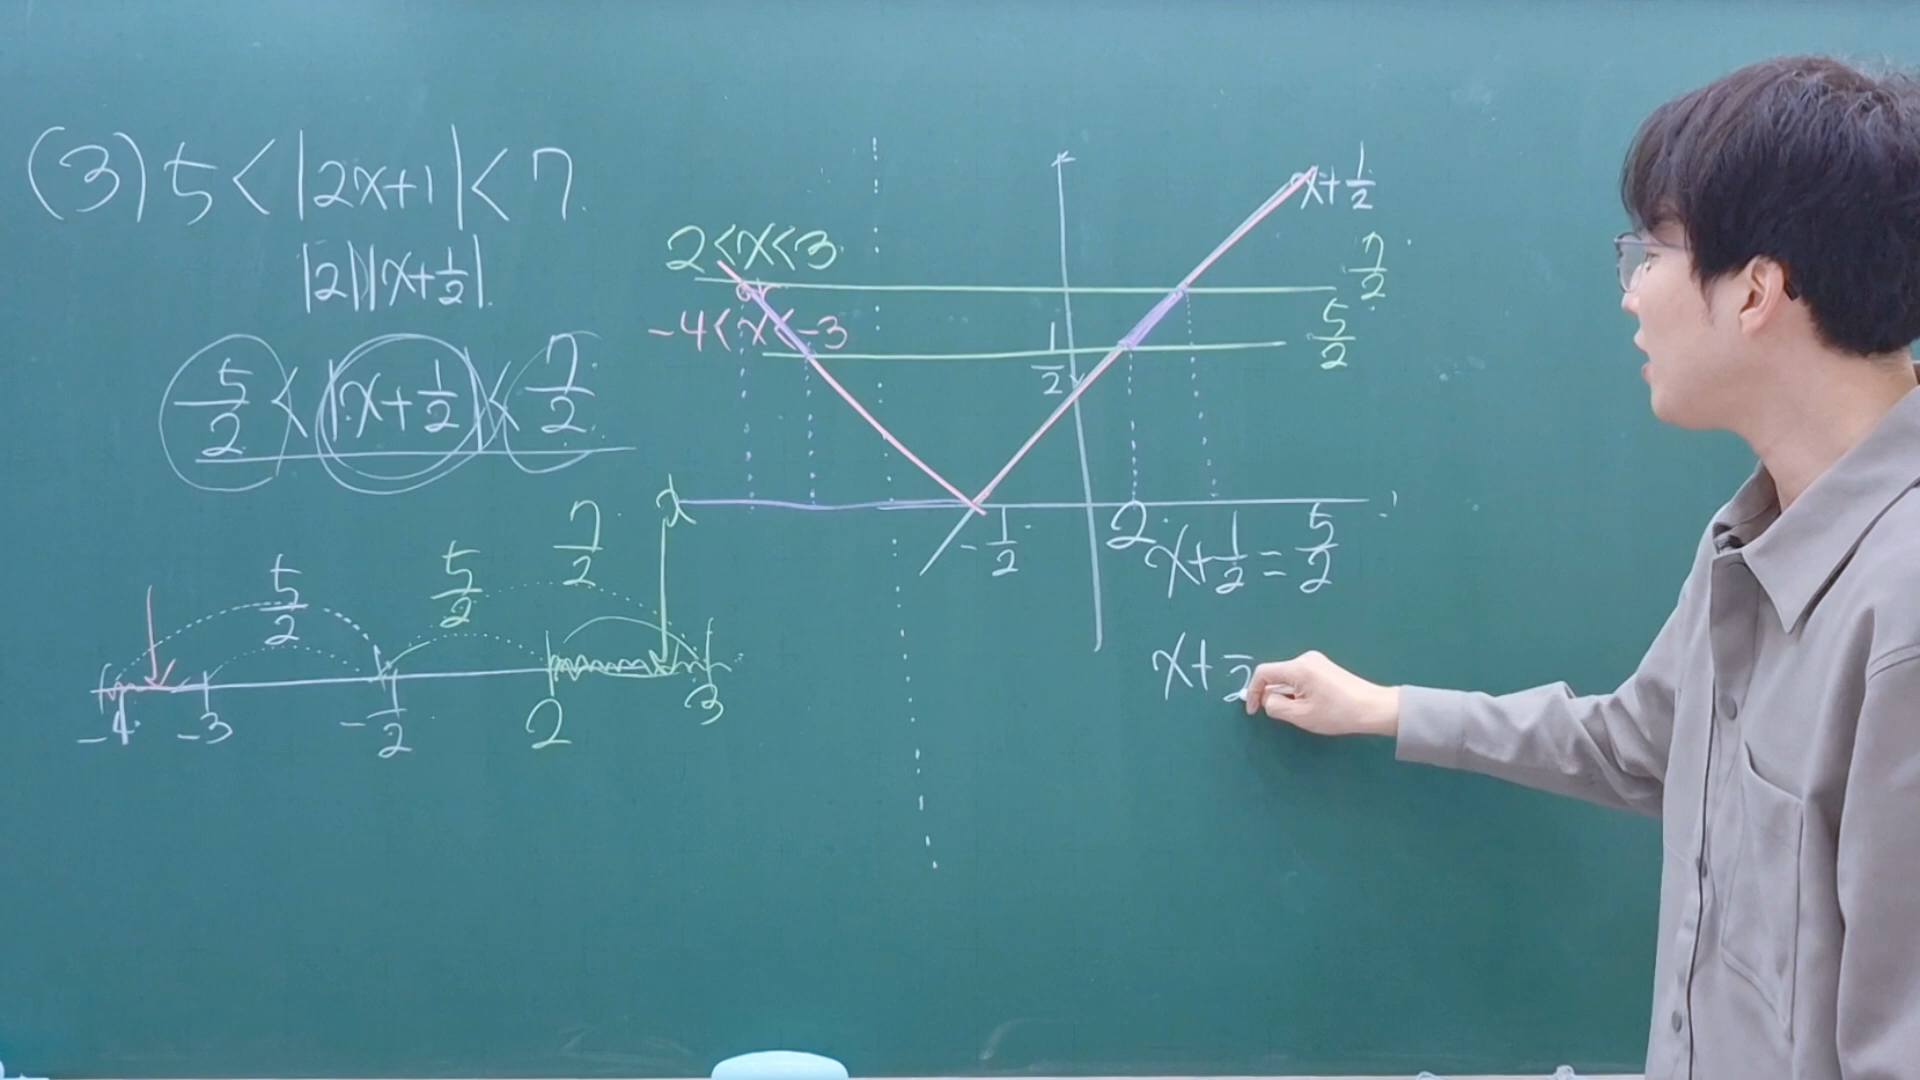 (3) 5 < |2x+1| < 7
|2||x+1/2|
5/2 < |x+1/2| < 7/2
2<x<3
-4<x<-3
x+1/2
7/2
5/2
1/2
-1/2
2
x+1/2=5/2
x+ /2
x
5/2
5/2
7/2
-4 -3 -1/2 2 3